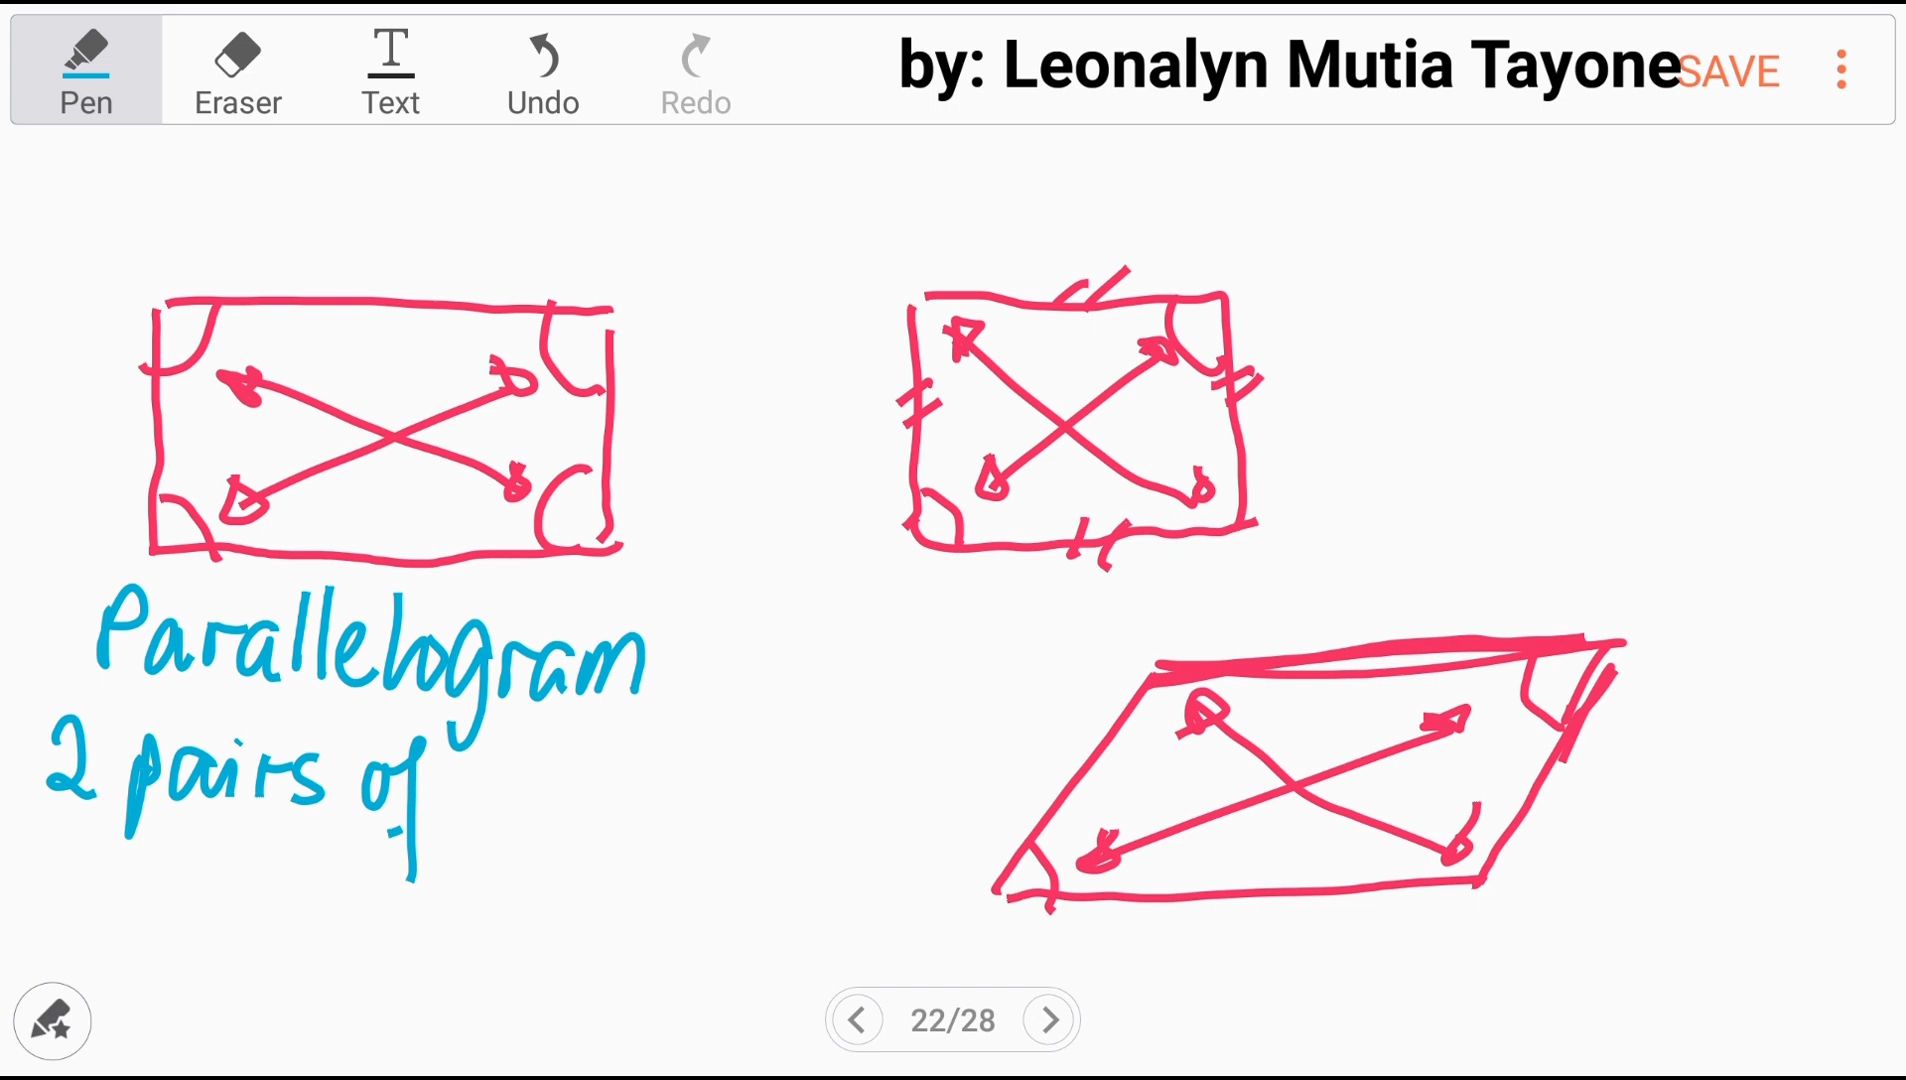 Pen Eraser Text Undo Redo by: Leonalyn Mutia Tayone SAVE
Parallelogram
2 pairs of
22/28